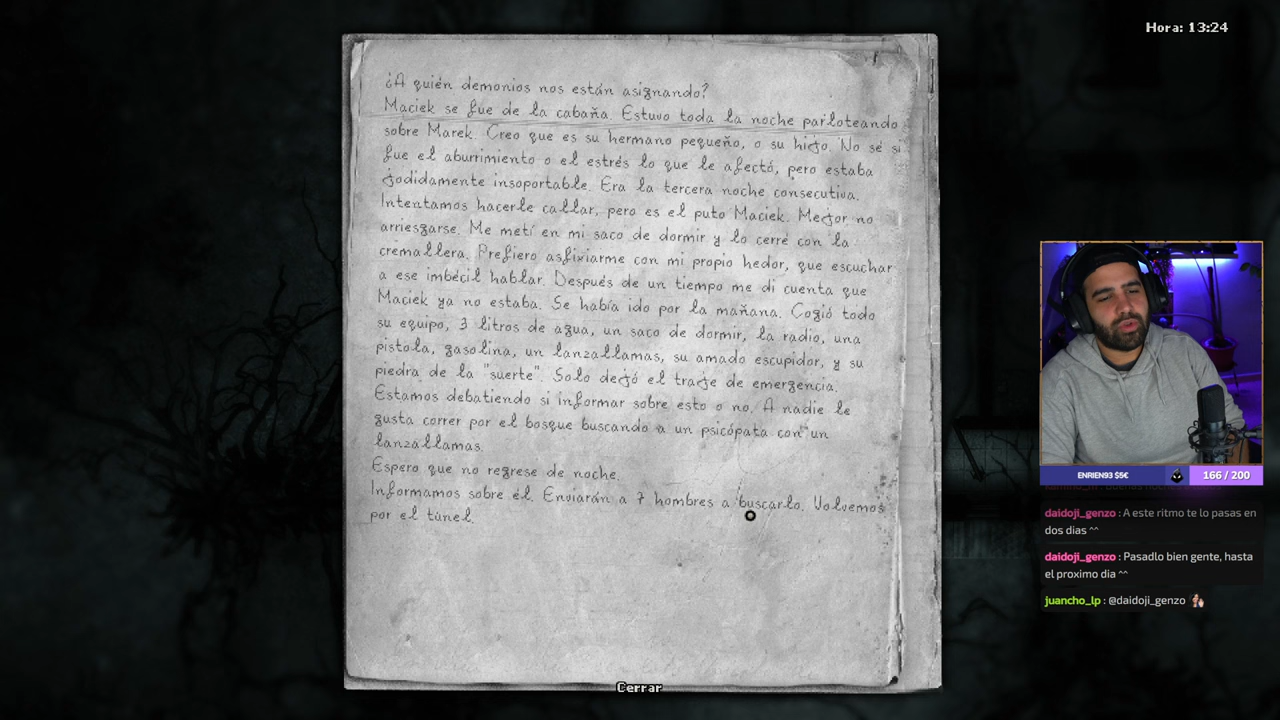 Hora: 13:24
¿A quién demonios nos están asignando?
Maciek se fue de la cabaña. Estuvo toda la noche parloteando
sobre Marek. Creo que es su hermano pequeño, o su hijo. No sé si
fue el aburrimiento o el estrés lo que le afectó, pero estaba
jodidamente insoportable. Era la tercera noche consecutiva.
Intentamos hacerle callar, pero es el puto Maciek. Mejor no
arriesgarse. Me metí en mi saco de dormir y lo cerré con la
cremallera. Prefiero asfixiarme con mi propio hedor, que escuchar
a ese imbécil hablar. Después de un tiempo me di cuenta que
Maciek ya no estaba. Se había ido por la mañana. Cogió todo
su equipo, 3 litros de agua, un saco de dormir, la radio, una
pistola, gasolina, un lanzallamas, su amado escupidor, y su
piedra de la "suerte". Solo dejó el traje de emergencia.
Estamos debatiendo si informar sobre esto o no. A nadie le
gusta correr por el bosque buscando a un psicópata con un
lanzallamas.
Espero que no regrese de noche.
Informamos sobre él. Enviarán a 7 hombres a buscarlo. Volvemos
por el túnel.
Cerrar
ENRIEN93 $5€
166 / 200
daidoji_genzo : A este ritmo te lo pasas en
dos dias ^^
daidoji_genzo : Pasadlo bien gente, hasta
el proximo dia ^^
juancho_lp : @daidoji_genzo